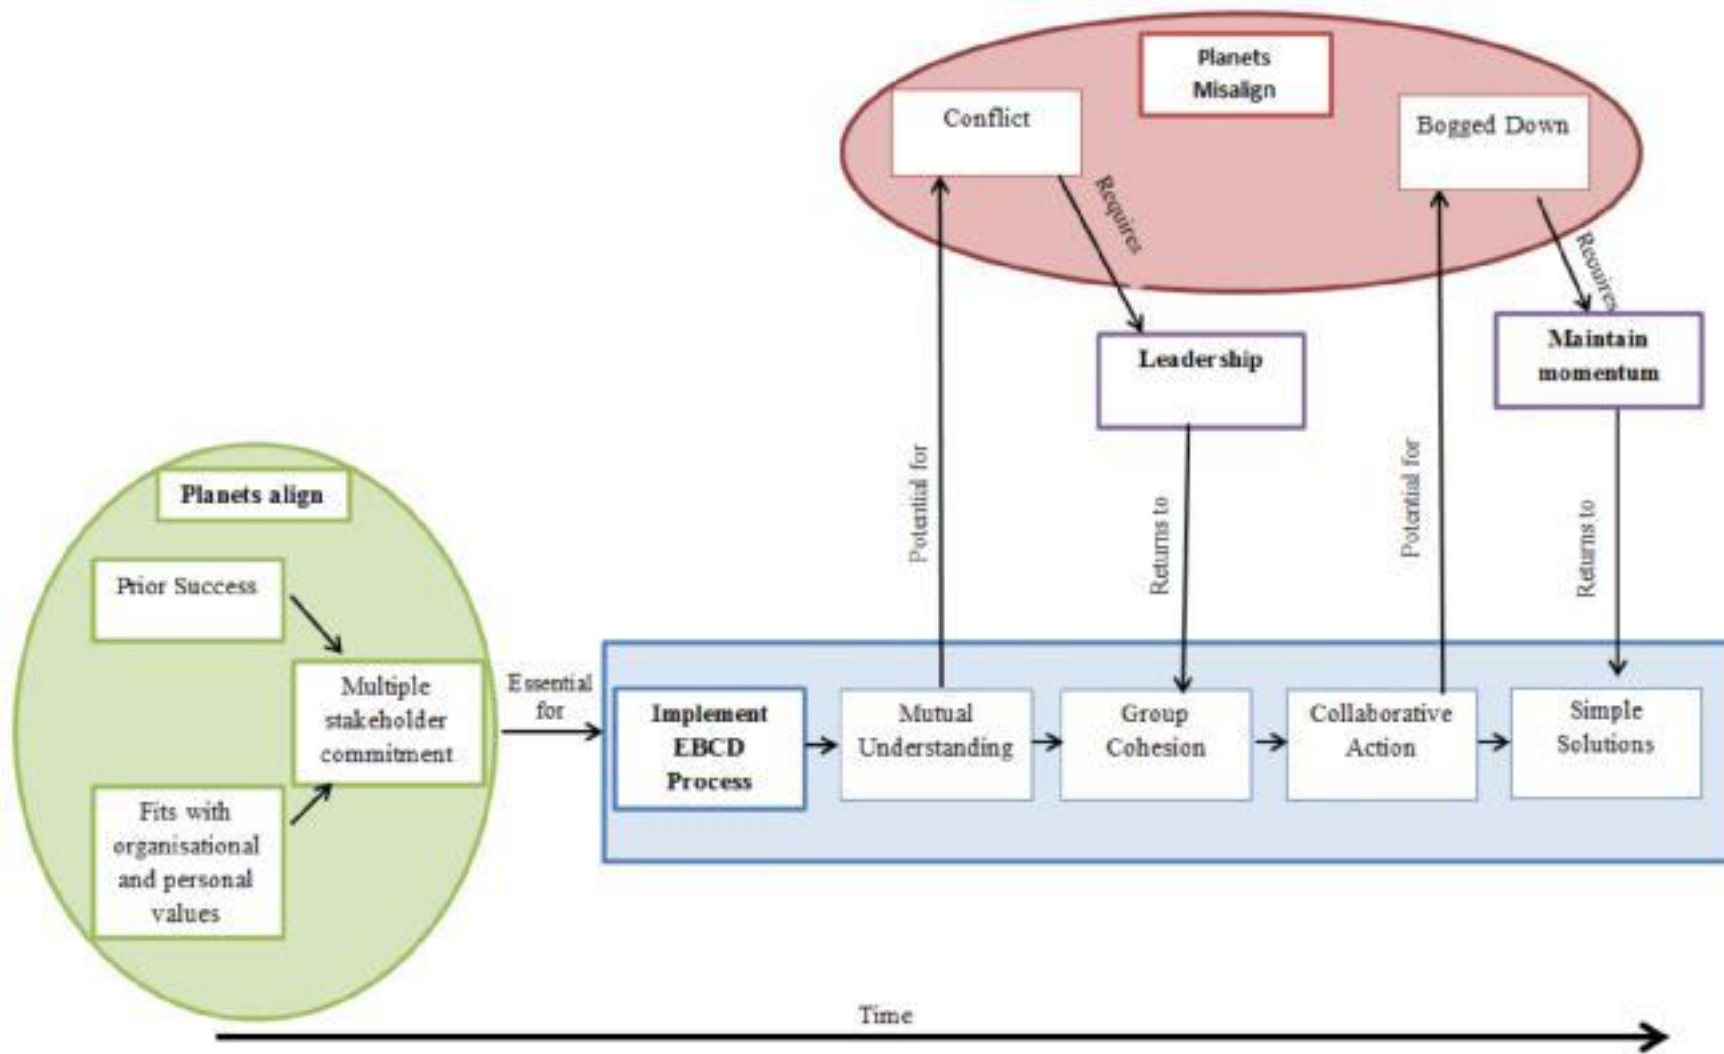 Planets
Misalign
Conflict
Bogged Down
Requires
Requires
Leadership
Maintain
momentum
Potential for
Returns to
Potential for
Returns to
Planets align
Prior Success
Multiple
stakeholder
commitment
Fits with
organisational
and personal
values
Essential
for
Implement
EBCD
Process
Mutual
Understanding
Group
Cohesion
Collaborative
Action
Simple
Solutions
Time